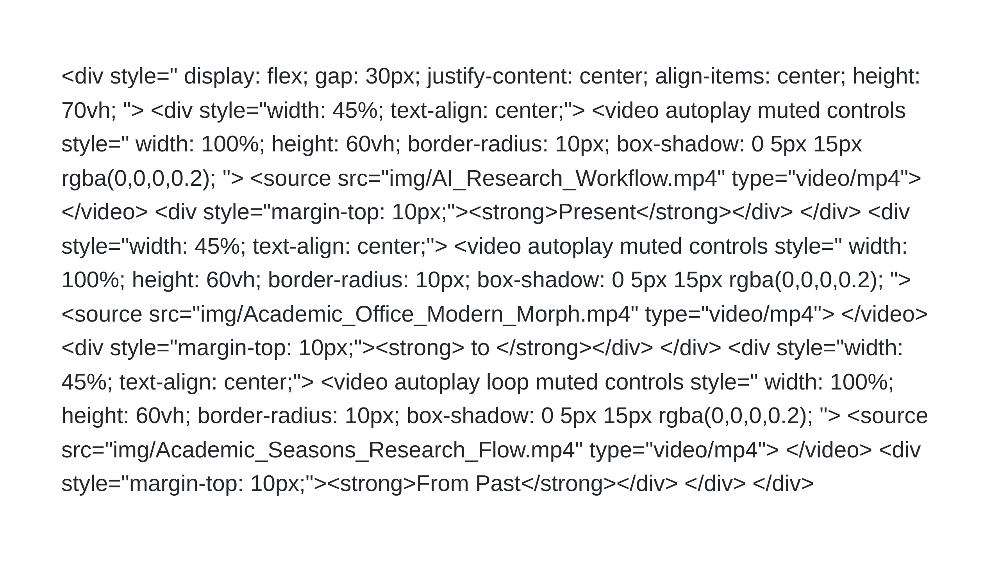 <div style=" display: flex; gap: 30px; justify-content: center; align-items: center; height:
70vh; "> <div style="width: 45%; text-align: center;"> <video autoplay muted controls
style=" width: 100%; height: 60vh; border-radius: 10px; box-shadow: 0 5px 15px
rgba(0,0,0,0.2); "> <source src="img/AI_Research_Workflow.mp4" type="video/mp4">
</video> <div style="margin-top: 10px;"><strong>Present</strong></div> </div> <div
style="width: 45%; text-align: center;"> <video autoplay muted controls style=" width:
100%; height: 60vh; border-radius: 10px; box-shadow: 0 5px 15px rgba(0,0,0,0.2); ">
<source src="img/Academic_Office_Modern_Morph.mp4" type="video/mp4"> </video>
<div style="margin-top: 10px;"><strong> to </strong></div> </div> <div style="width:
45%; text-align: center;"> <video autoplay loop muted controls style=" width: 100%;
height: 60vh; border-radius: 10px; box-shadow: 0 5px 15px rgba(0,0,0,0.2); "> <source
src="img/Academic_Seasons_Research_Flow.mp4" type="video/mp4"> </video> <div
style="margin-top: 10px;"><strong>From Past</strong></div> </div> </div>